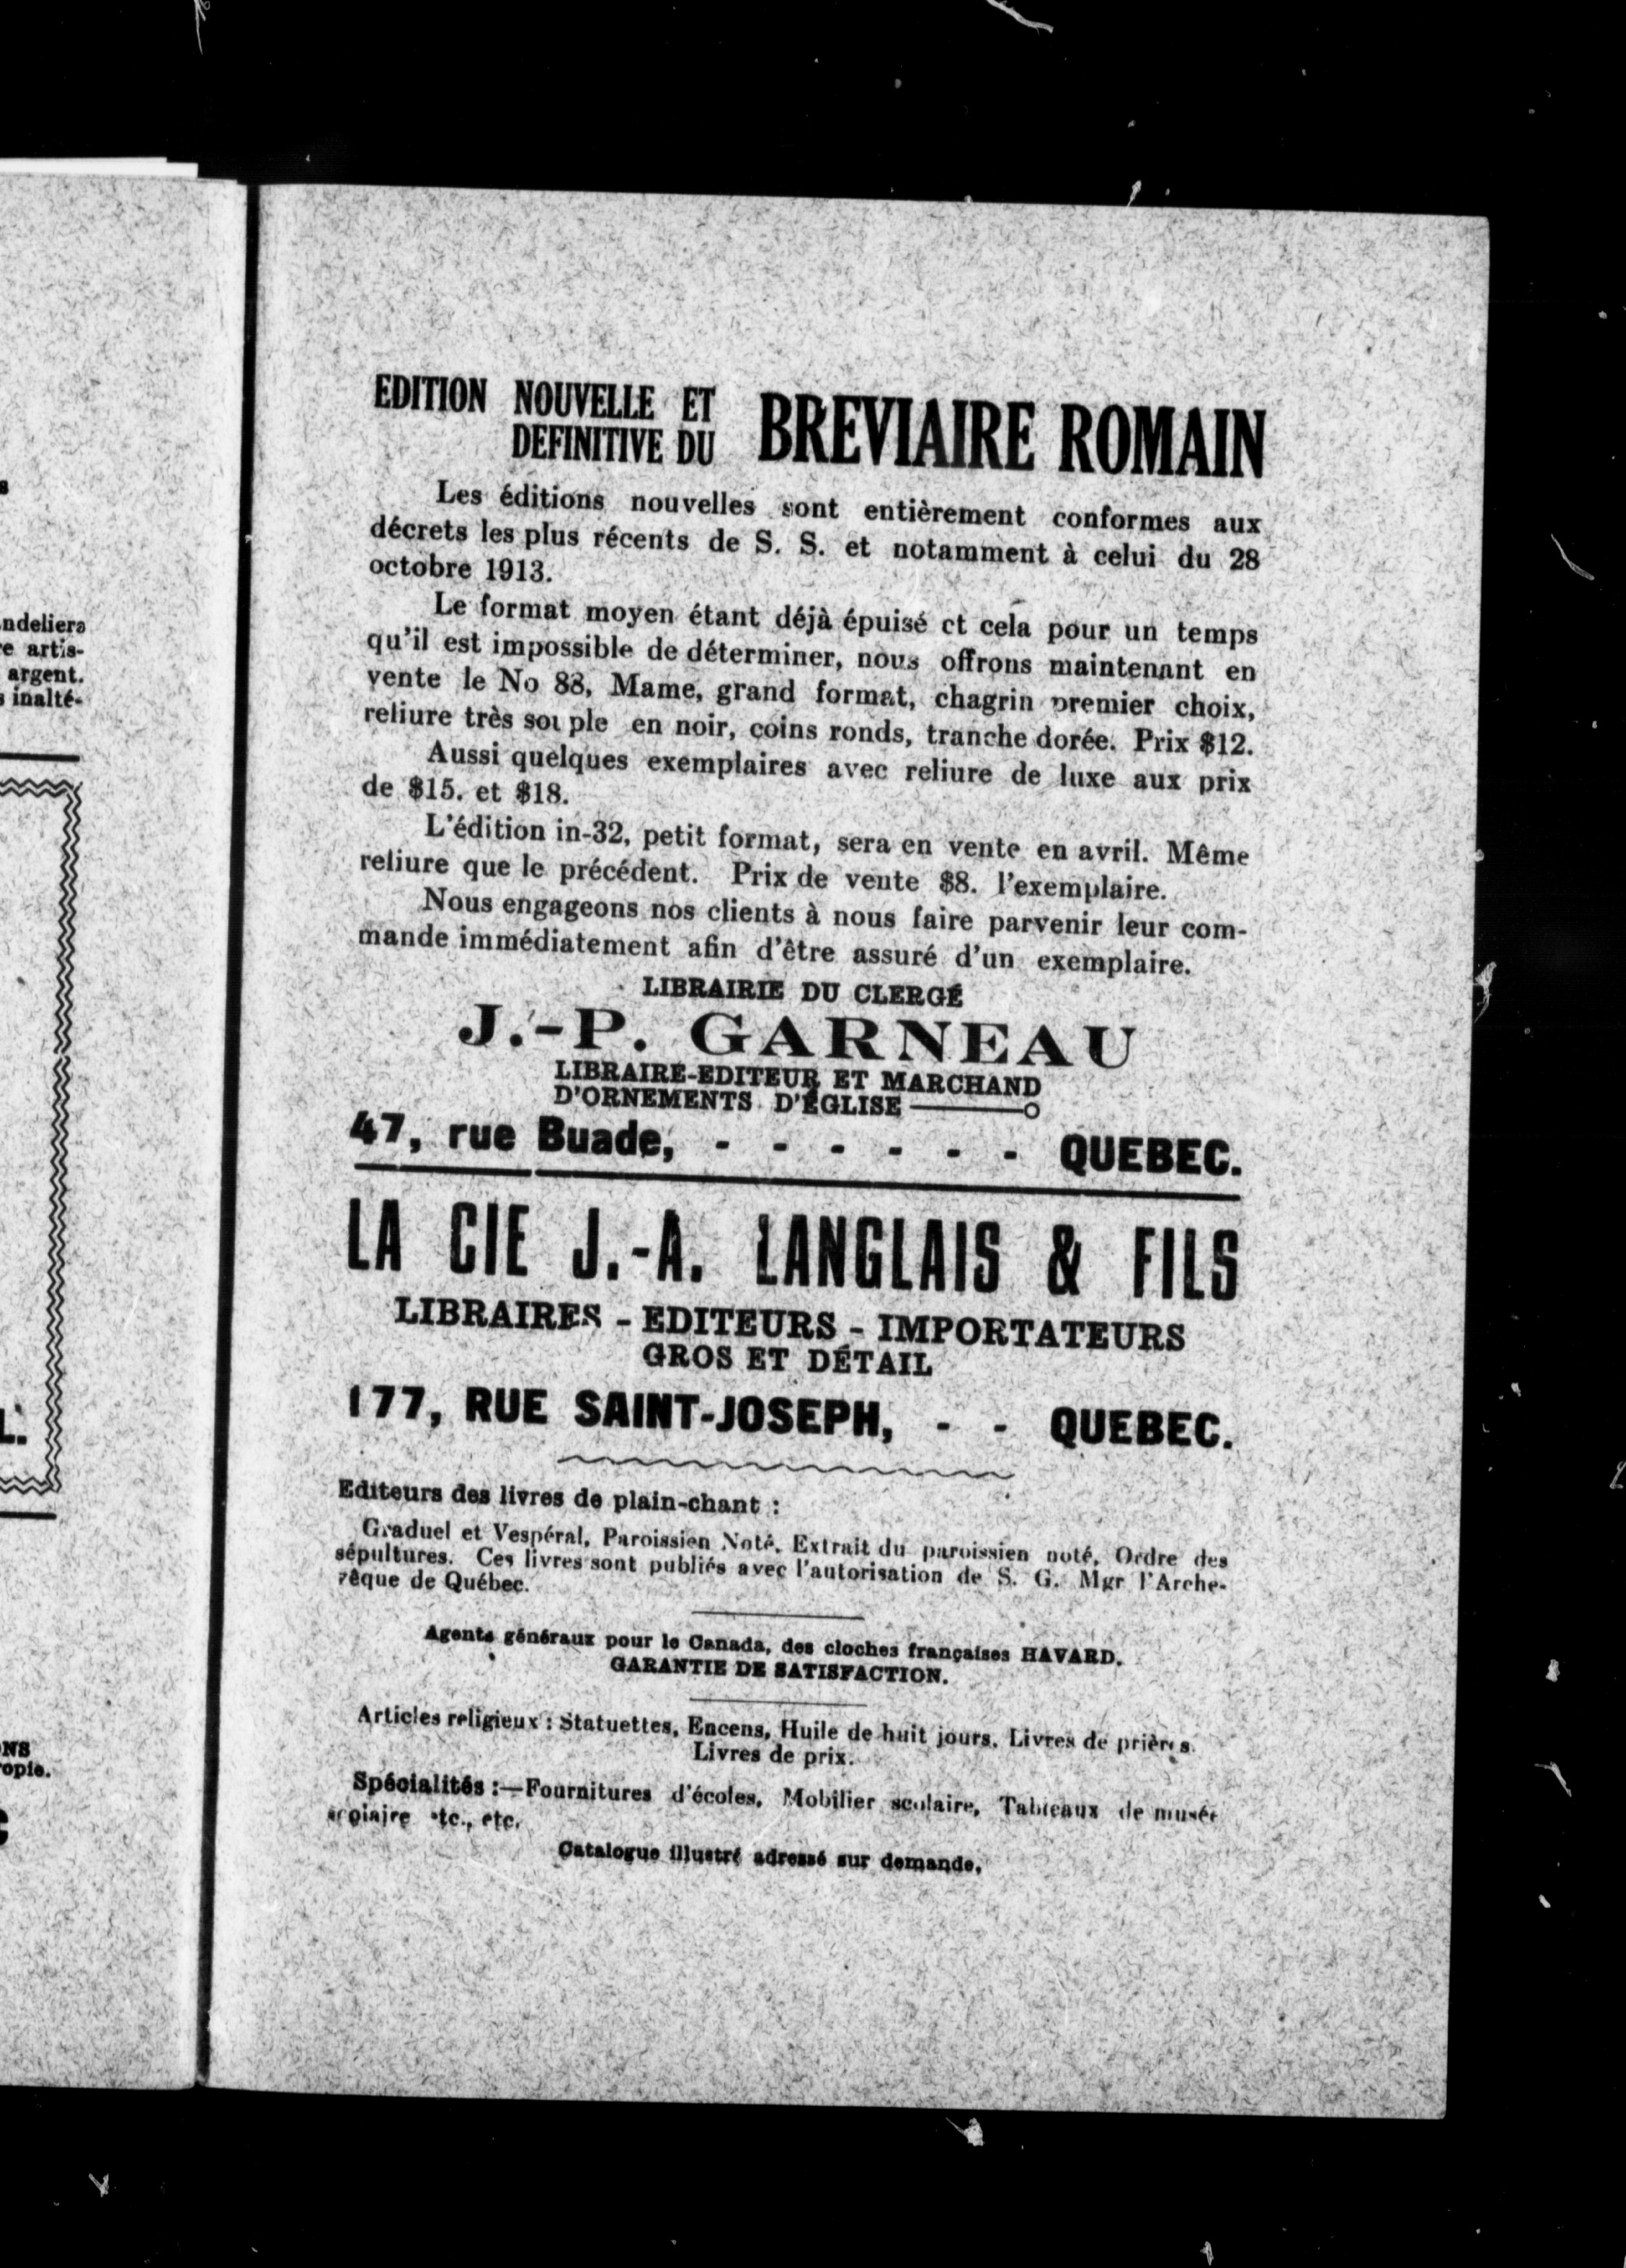 s
ndeliers
e artis-
argent.
s inalté-
L.
NS
opie.
C
EDITION NOUVELLE ET
DEFINITIVE DU
BREVIAIRE ROMAIN
Les éditions nouvelles sont entièrement conformes aux
décrets les plus récents de S. S. et notamment à celui du 28
octobre 1913.
Le format moyen étant déjà épuisé et cela pour un temps
qu'il est impossible de déterminer, nous offrons maintenant en
vente le No 88, Mame, grand format, chagrin premier choix,
reliure très souple en noir, coins ronds, tranche dorée. Prix $12.
Aussi quelques exemplaires avec reliure de luxe aux prix
de $15. et $18.
L'édition in-32, petit format, sera en vente en avril. Même
reliure que le précédent. Prix de vente $8. l'exemplaire.
Nous engageons nos clients à nous faire parvenir leur com-
mande immédiatement afin d'être assuré d'un exemplaire.
LIBRAIRIE DU CLERGÉ
J.-P. GARNEAU
LIBRAIRE-EDITEUR ET MARCHAND
D'ORNEMENTS D'ÉGLISE
47, rue Buade, - - - - - - QUEBEC.
LA CIE J.-A. LANGLAIS & FILS
LIBRAIRES - EDITEURS - IMPORTATEURS
GROS ET DÉTAIL
177, RUE SAINT-JOSEPH, - - QUEBEC.
Editeurs des livres de plain-chant :
Graduel et Vespéral, Paroissien Noté, Extrait du paroissien noté, Ordre des
sépultures. Ces livres sont publiés avec l'autorisation de S. G. Mgr l'Arche-
vêque de Québec.
Agents généraux pour le Canada, des cloches françaises HAVARD.
GARANTIE DE SATISFACTION.
Articles religieux : Statuettes, Encens, Huile de huit jours. Livres de prières.
Livres de prix.
Spécialités :—Fournitures d'écoles, Mobilier scolaire, Tableaux de musée
scolaire etc., etc.
Catalogue illustré adressé sur demande.